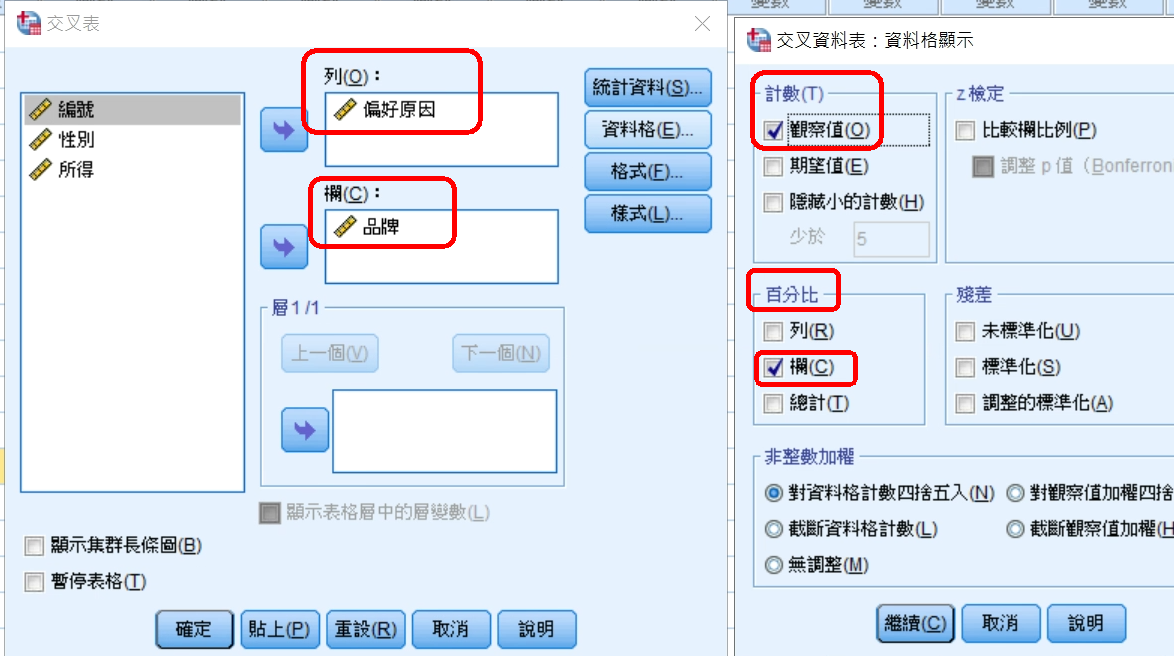 交叉表
編號
性別
所得
列(O)：
偏好原因
欄(C)：
品牌
層 1 /1
上一個(V)
下一個(N)
顯示表格層中的層變數(L)
顯示集群長條圖(B)
暫停表格(T)
統計資料(S)...
資料格(E)...
格式(F)...
樣式(L)...
確定
貼上(P)
重設(R)
取消
說明
變數 變數 變數 變數
交叉資料表：資料格顯示
計數(T)
觀察值(O)
期望值(E)
隱藏小的計數(H)
少於 5
z 檢定
比較欄比例(P)
調整 p 值（Bonferron
百分比
列(R)
欄(C)
總計(T)
殘差
未標準化(U)
標準化(S)
調整的標準化(A)
非整數加權
對資料格計數四捨五入(N) 對觀察值加權四捨
截斷資料格計數(L) 截斷觀察值加權(H
無調整(M)
繼續(C)
取消
說明